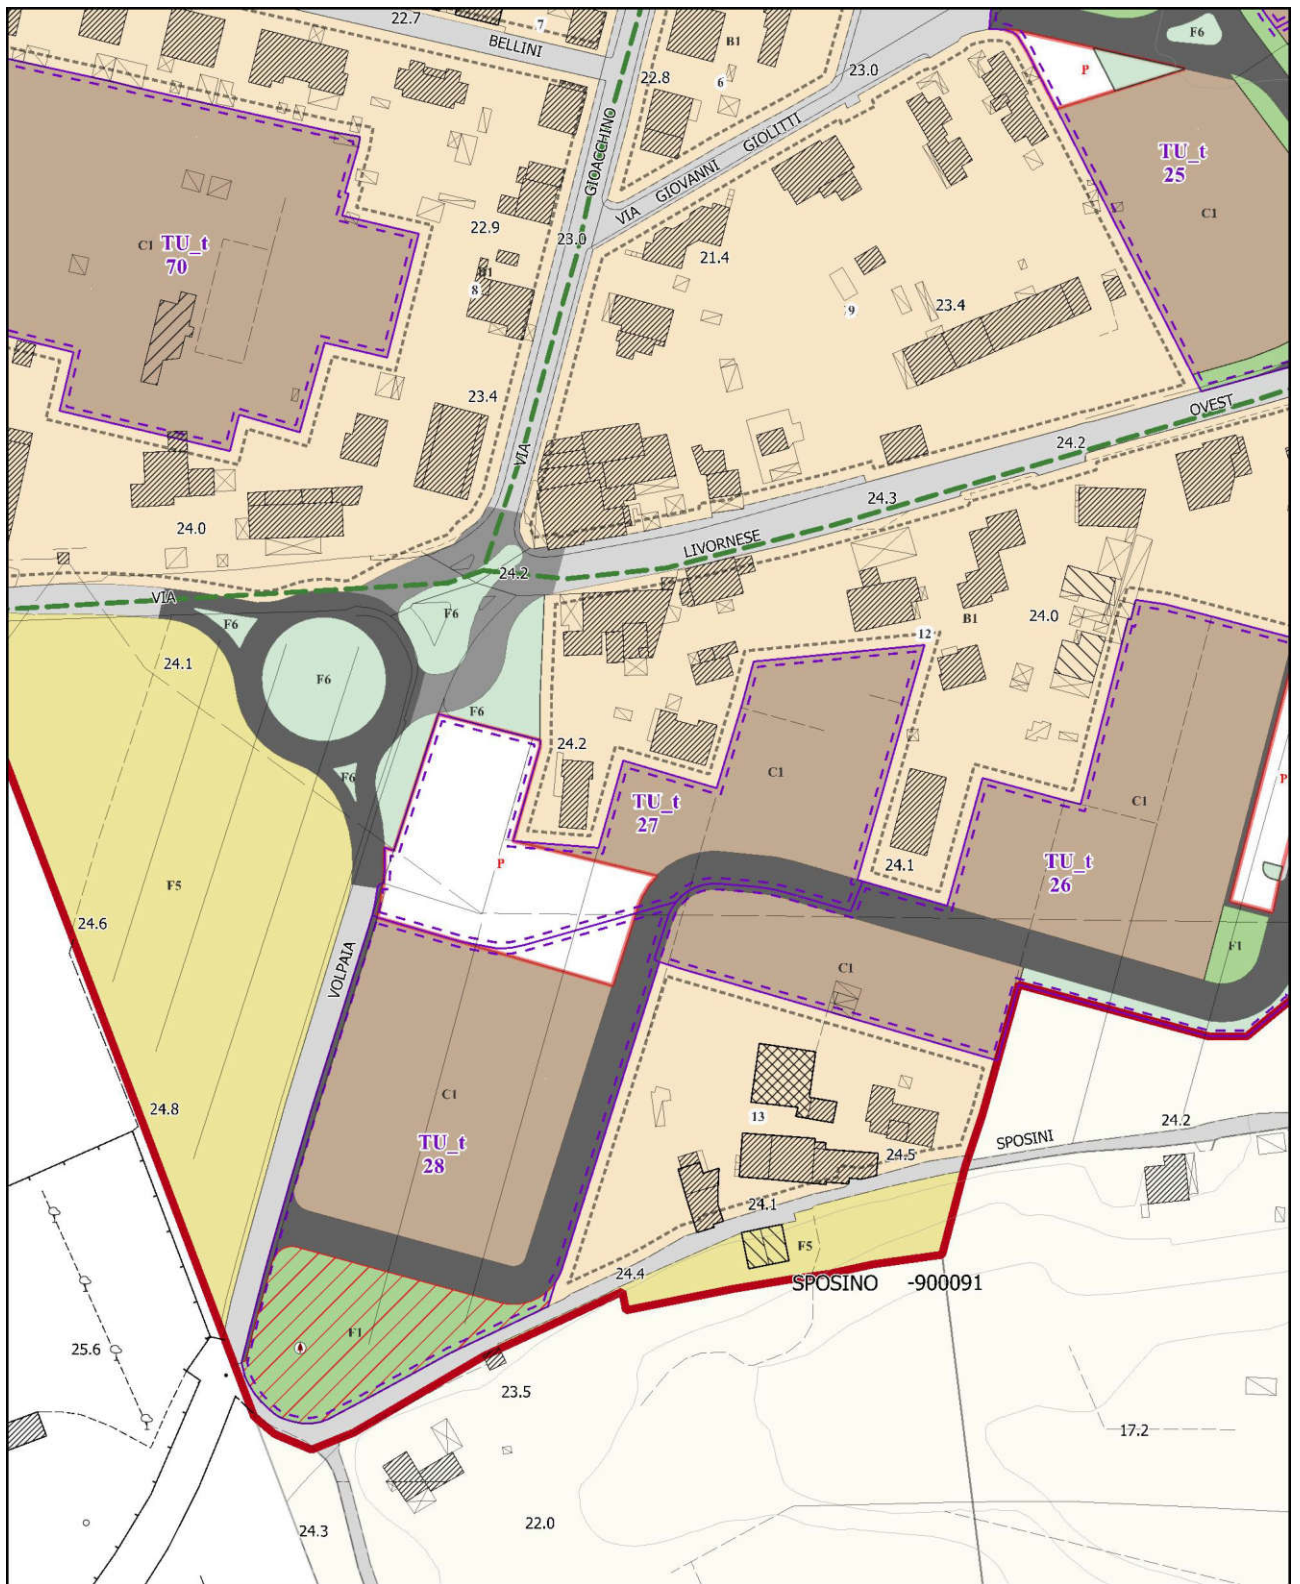 22.7
7
BELLINI
B1
22.8
6
23.0
F6
P
GIOACCHINO
VIA GIOVANNI GIOLITTI
TU_t
25
C1
22.9
23.0
21.4
C1
TU_t
70
B1
8
9
23.4
23.4
OVEST
24.2
VIA
24.3
24.0
LIVORNESE
24.2
VIA
F6
F6
24.1
F6
F6
24.0
B1
12
24.2
F6
C1
C1
P
TU_t
27
P
24.1
TU_t
26
F5
24.6
F1
VOLPAIA
C1
24.8
C1
13
TU_t
28
24.5
SPOSINI
24.2
24.1
F5
24.4
SPOSINO -900091
F1
25.6
23.5
17.2
24.3
22.0